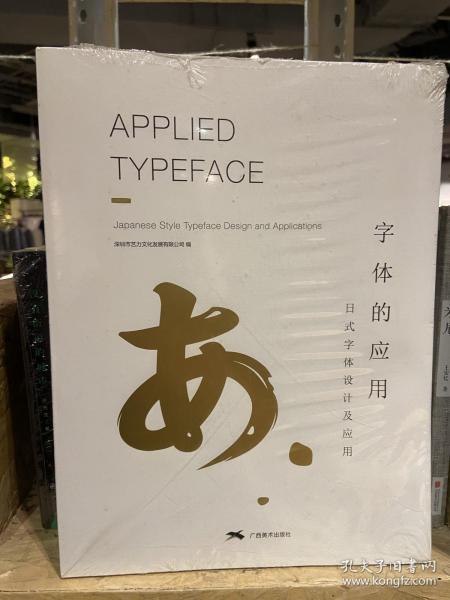 APPLIED
TYPEFACE
Japanese Style Typeface Design and Applications
深圳市艺力文化发展有限公司 编
字体的应用
日式字体设计及应用
あ
广西美术出版社
孔夫子旧书网
www.kongfz.com